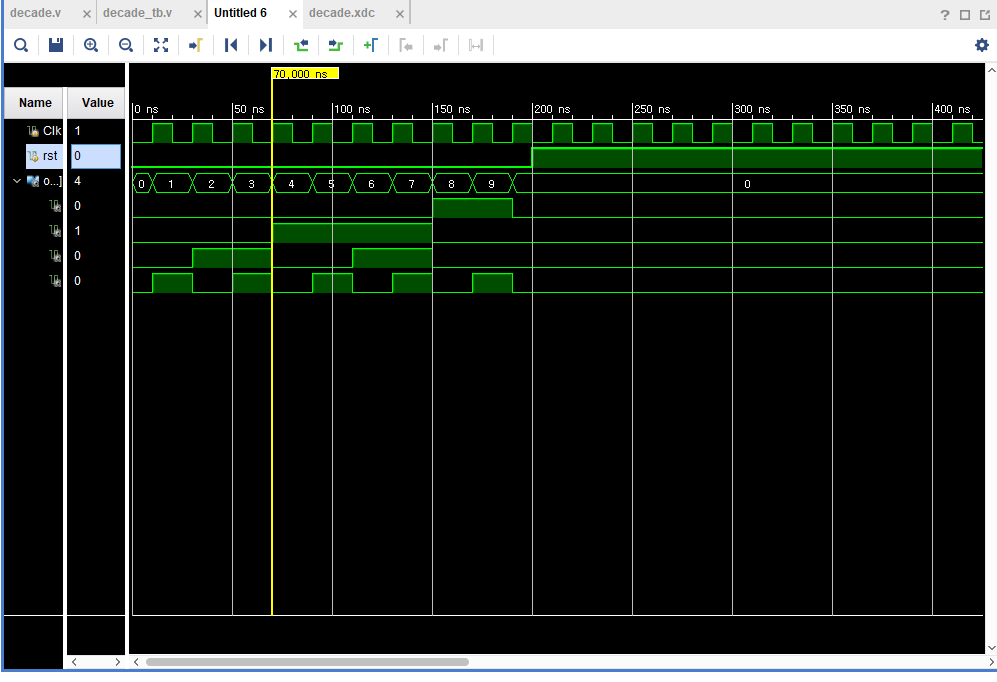 decade.v × decade_tb.v × Untitled 6 × decade.xdc × ?
70,000 ns
Name Value 0 ns 50 ns 100 ns 150 ns 200 ns 250 ns 300 ns 350 ns 400 ns
Clk 1
rst 0
o...] 4 0 1 2 3 4 5 6 7 8 9 0
0
1
0
0